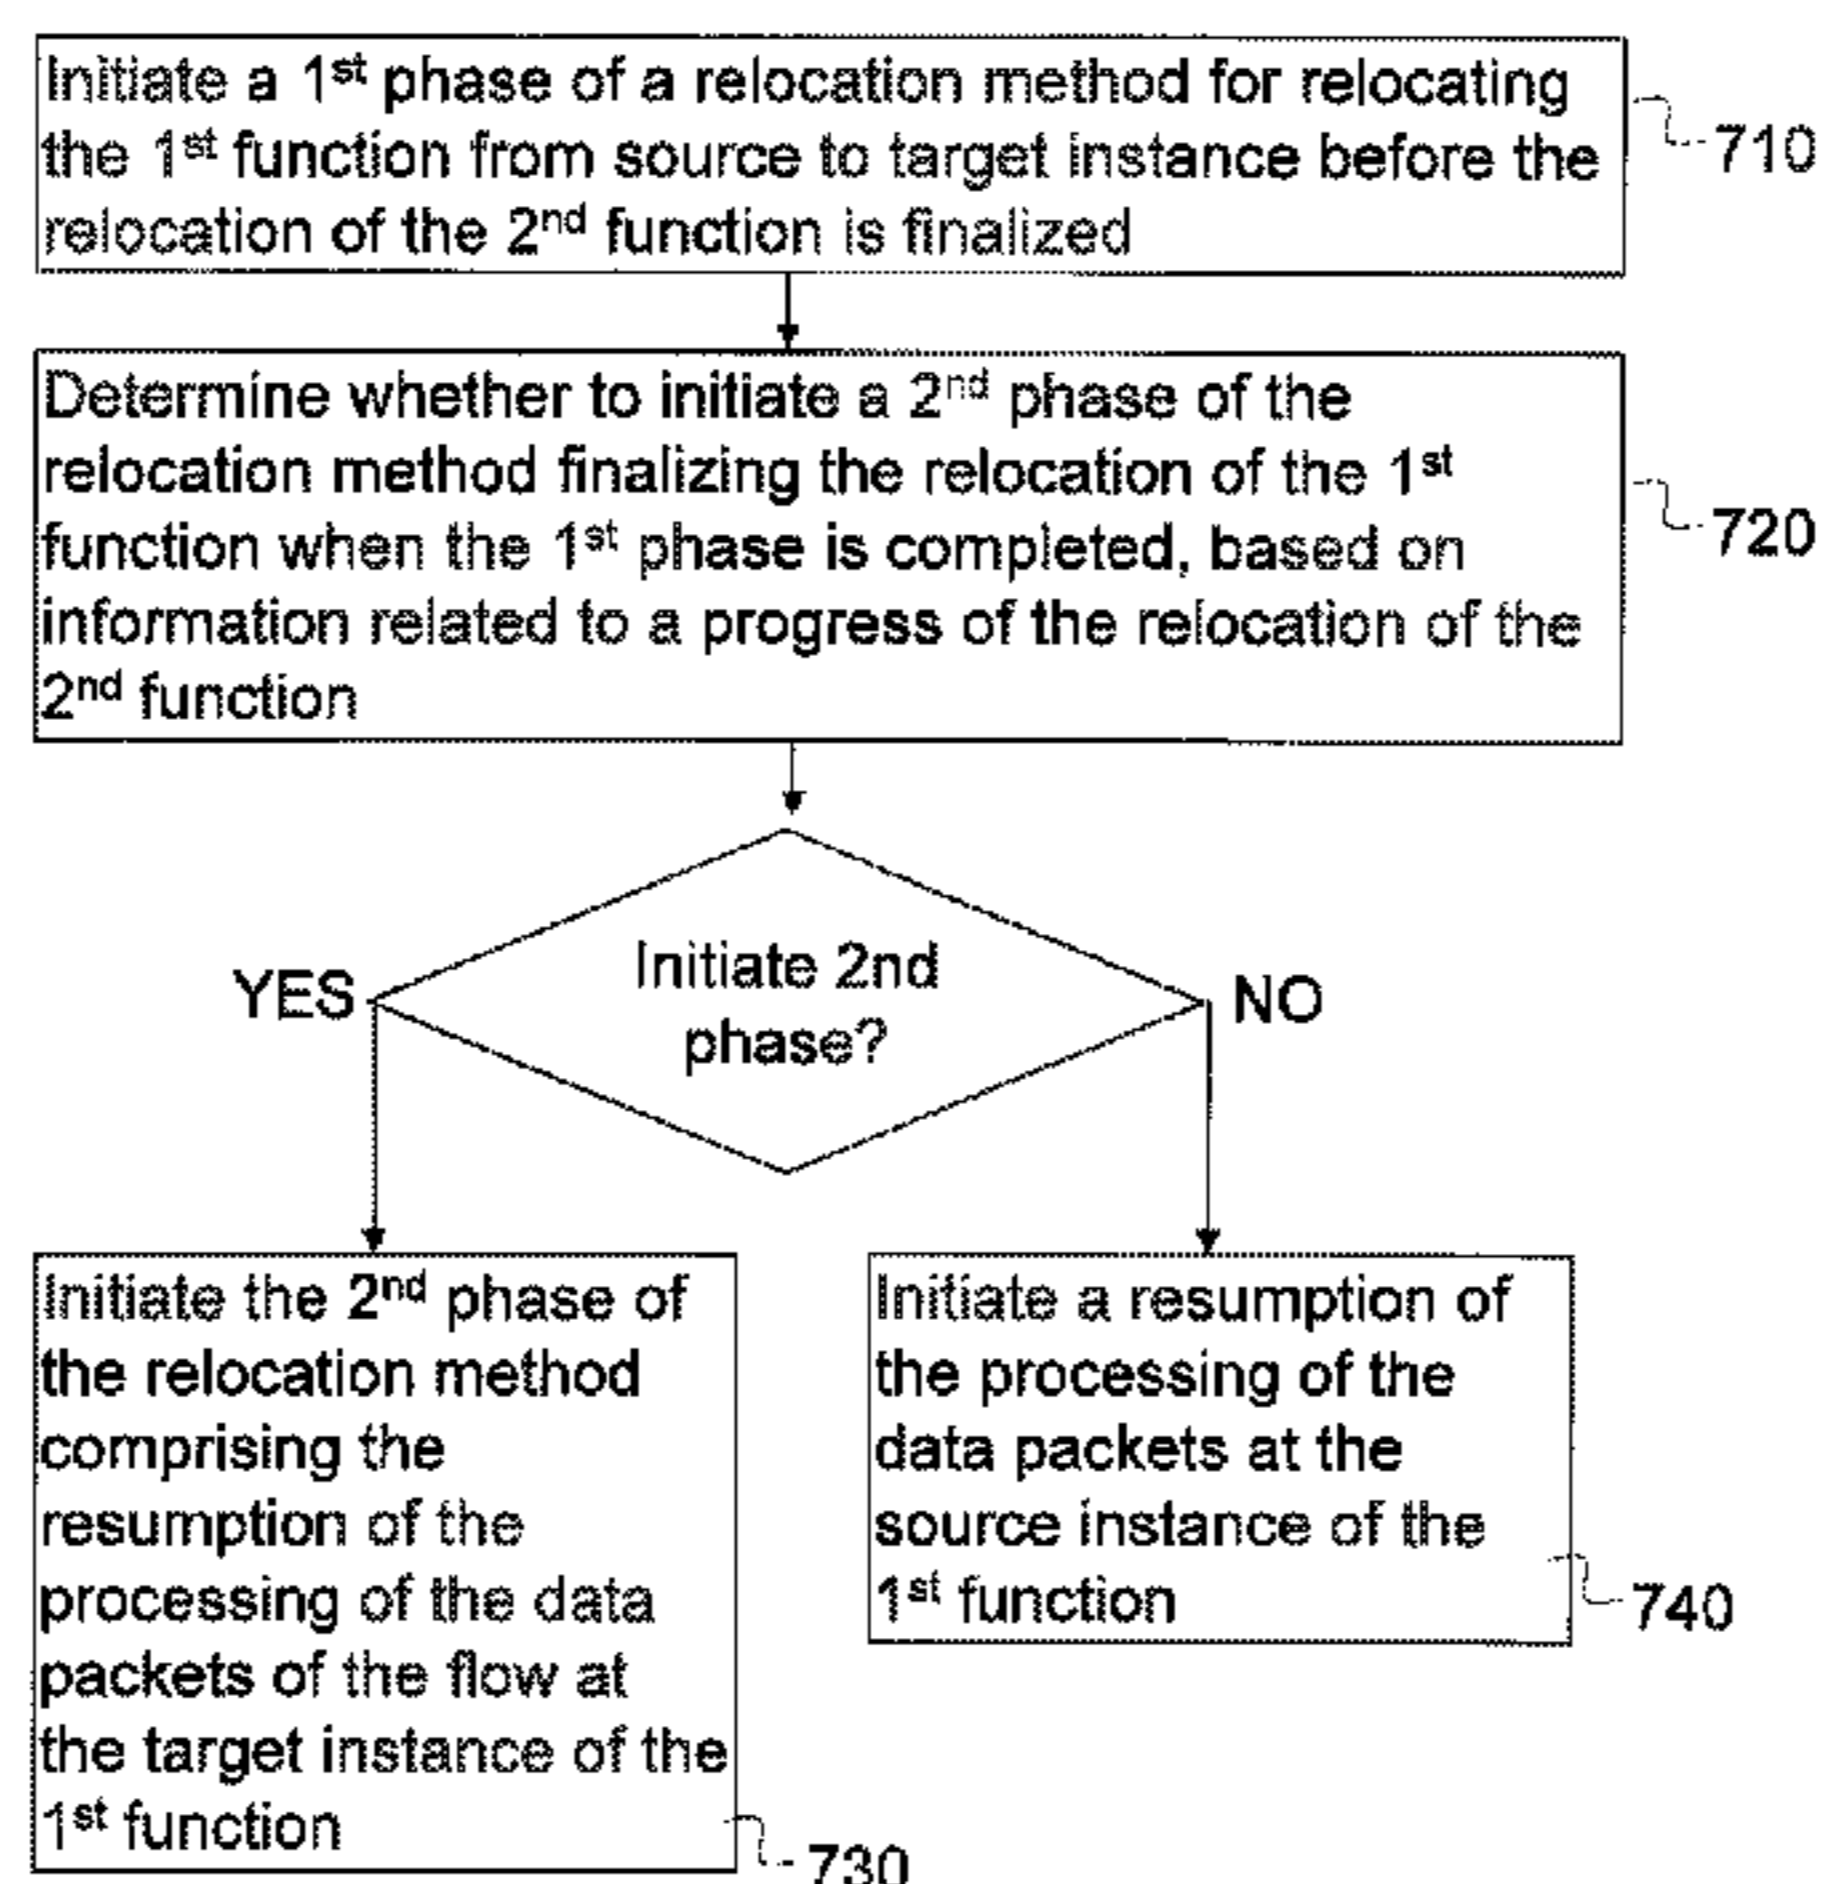 Initiate a 1st phase of a relocation method for relocating
the 1st function from source to target instance before the
relocation of the 2nd function is finalized
710
Determine whether to initiate a 2nd phase of the
relocation method finalizing the relocation of the 1st
function when the 1st phase is completed, based on
information related to a progress of the relocation of the
2nd function
720
Initiate 2nd
phase?
YES
NO
Initiate the 2nd phase of
the relocation method
comprising the
resumption of the
processing of the data
packets of the flow at
the target instance of the
1st function
730
Initiate a resumption of
the processing of the
data packets at the
source instance of the
1st function
740